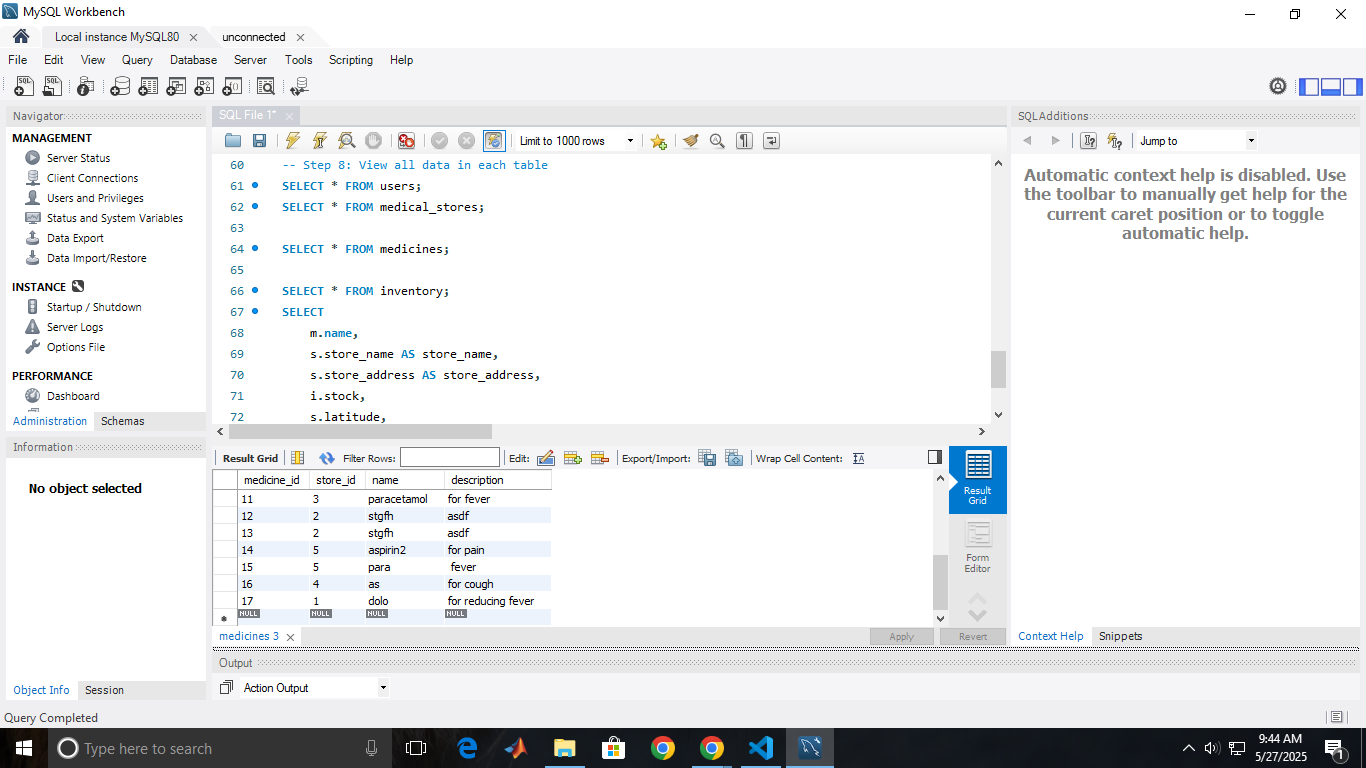 MySQL Workbench
Local instance MySQL80
unconnected
File Edit View Query Database Server Tools Scripting Help
Navigator
MANAGEMENT
Server Status
Client Connections
Users and Privileges
Status and System Variables
Data Export
Data Import/Restore
INSTANCE
Startup / Shutdown
Server Logs
Options File
PERFORMANCE
Dashboard
Administration Schemas
Information
No object selected
Object Info Session
Query Completed
SQL File 1*
Limit to 1000 rows
60 -- Step 8: View all data in each table
61 SELECT * FROM users;
62 SELECT * FROM medical_stores;
63
64 SELECT * FROM medicines;
65
66 SELECT * FROM inventory;
67 SELECT
68 m.name,
69 s.store_name AS store_name,
70 s.store_address AS store_address,
71 i.stock,
72 s.latitude,
Result Grid Filter Rows: Edit: Export/Import: Wrap Cell Content:
medicine_id store_id name description
11 3 paracetamol for fever
12 2 stgfh asdf
13 2 stgfh asdf
14 5 aspirin2 for pain
15 5 para fever
16 4 as for cough
17 1 dolo for reducing fever
NULL NULL NULL NULL
Result
Grid
Form
Editor
medicines 3
Apply Revert
Output
Action Output
SQLAdditions
Jump to
Automatic context help is disabled. Use
the toolbar to manually get help for the
current caret position or to toggle
automatic help.
Context Help Snippets
Type here to search
9:44 AM
5/27/2025
1